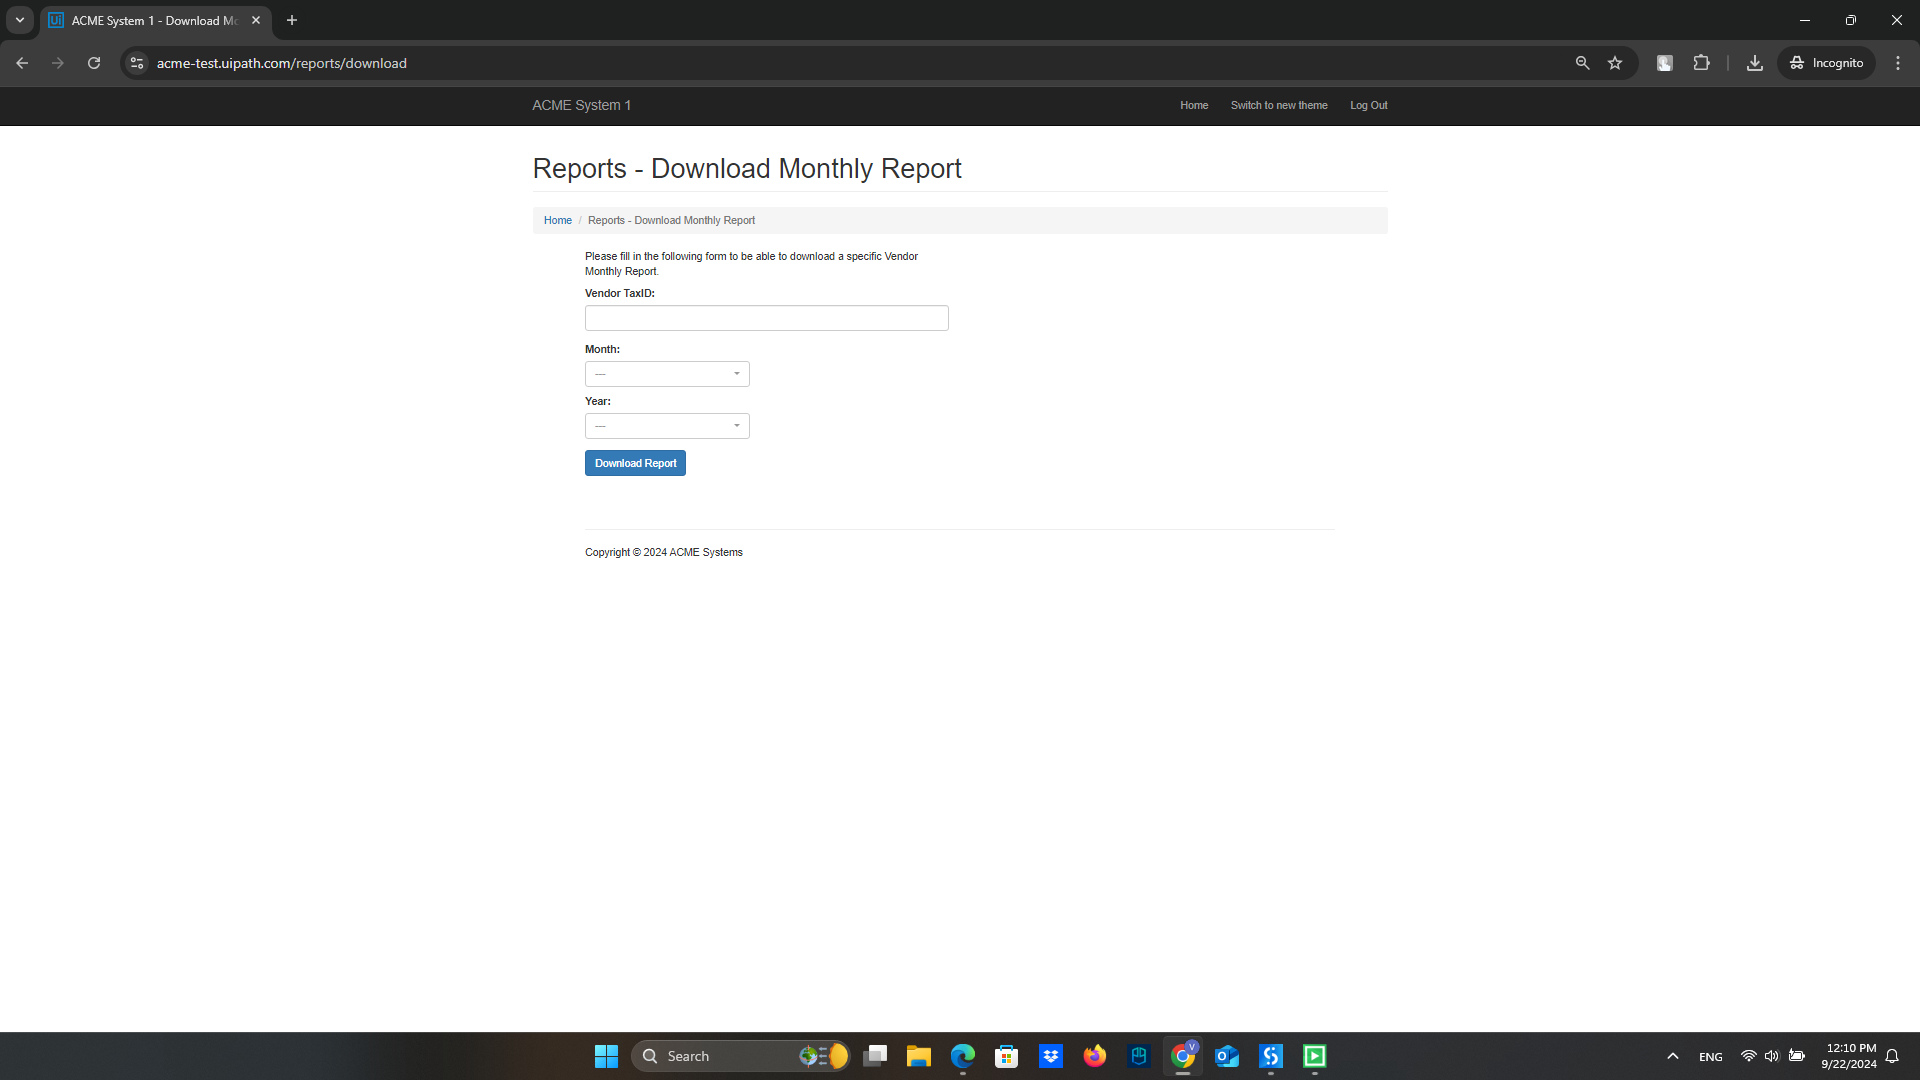 ACME System 1 - Download Mo
acme-test.uipath.com/reports/download
Incognito
ACME System 1
Home
Switch to new theme
Log Out
Reports - Download Monthly Report
Home / Reports - Download Monthly Report
Please fill in the following form to be able to download a specific Vendor
Monthly Report.
Vendor TaxID:
Month:
---
Year:
---
Download Report
Copyright © 2024 ACME Systems
Search
ENG
12:10 PM
9/22/2024